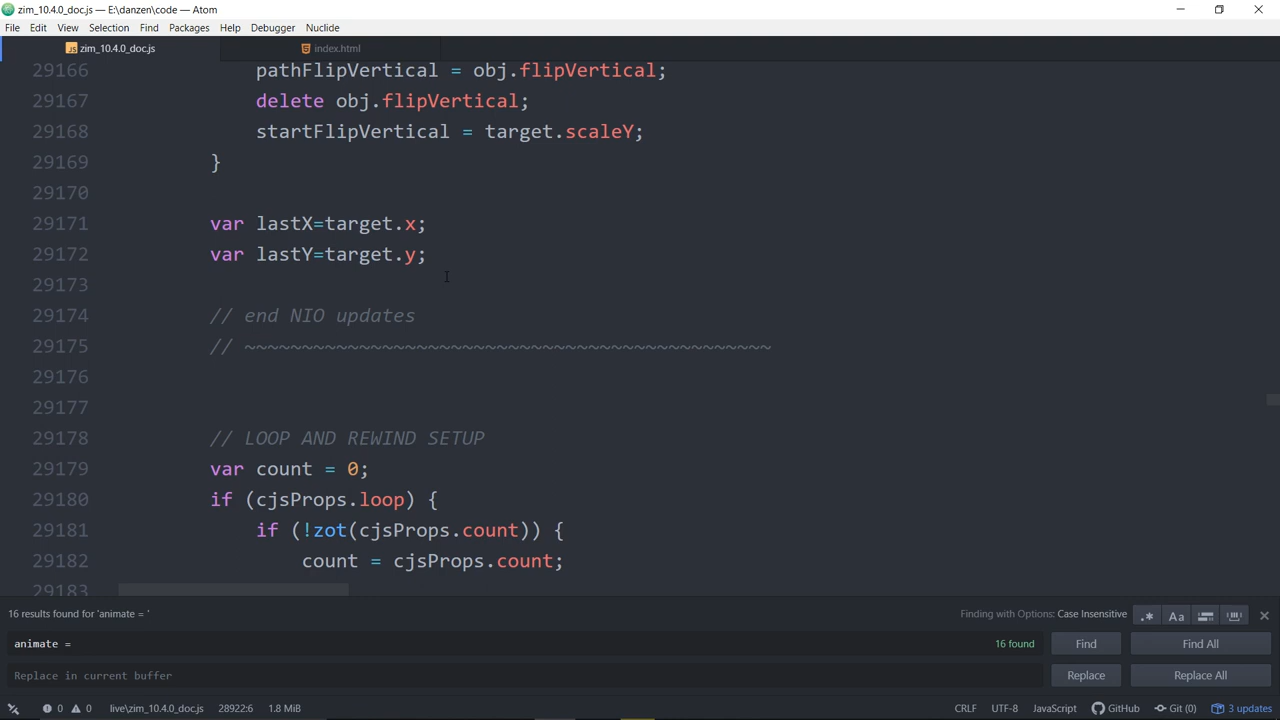 zim_10.4.0_doc.js — E:\danzen\code — Atom
File Edit View Selection Find Packages Help Debugger Nuclide
zim_10.4.0_doc.js index.html
29166 pathFlipVertical = obj.flipVertical;
29167 delete obj.flipVertical;
29168 startFlipVertical = target.scaleY;
29169 }
29170
29171 var lastX=target.x;
29172 var lastY=target.y;
29173
29174 // end NIO updates
29175 // ~~~~~~~~~~~~~~~~~~~~~~~~~~~~~~~~~~~~~~~~~~~~~~
29176
29177
29178 // LOOP AND REWIND SETUP
29179 var count = 0;
29180 if (cjsProps.loop) {
29181 if (!zot(cjsProps.count)) {
29182 count = cjsProps.count;
29183
16 results found for 'animate = ' Finding with Options: Case Insensitive .* Aa
animate = 16 found Find Find All
Replace in current buffer Replace Replace All
0 0 live\zim_10.4.0_doc.js 28922:6 1.8 MiB CRLF UTF-8 JavaScript GitHub Git (0) 3 updates